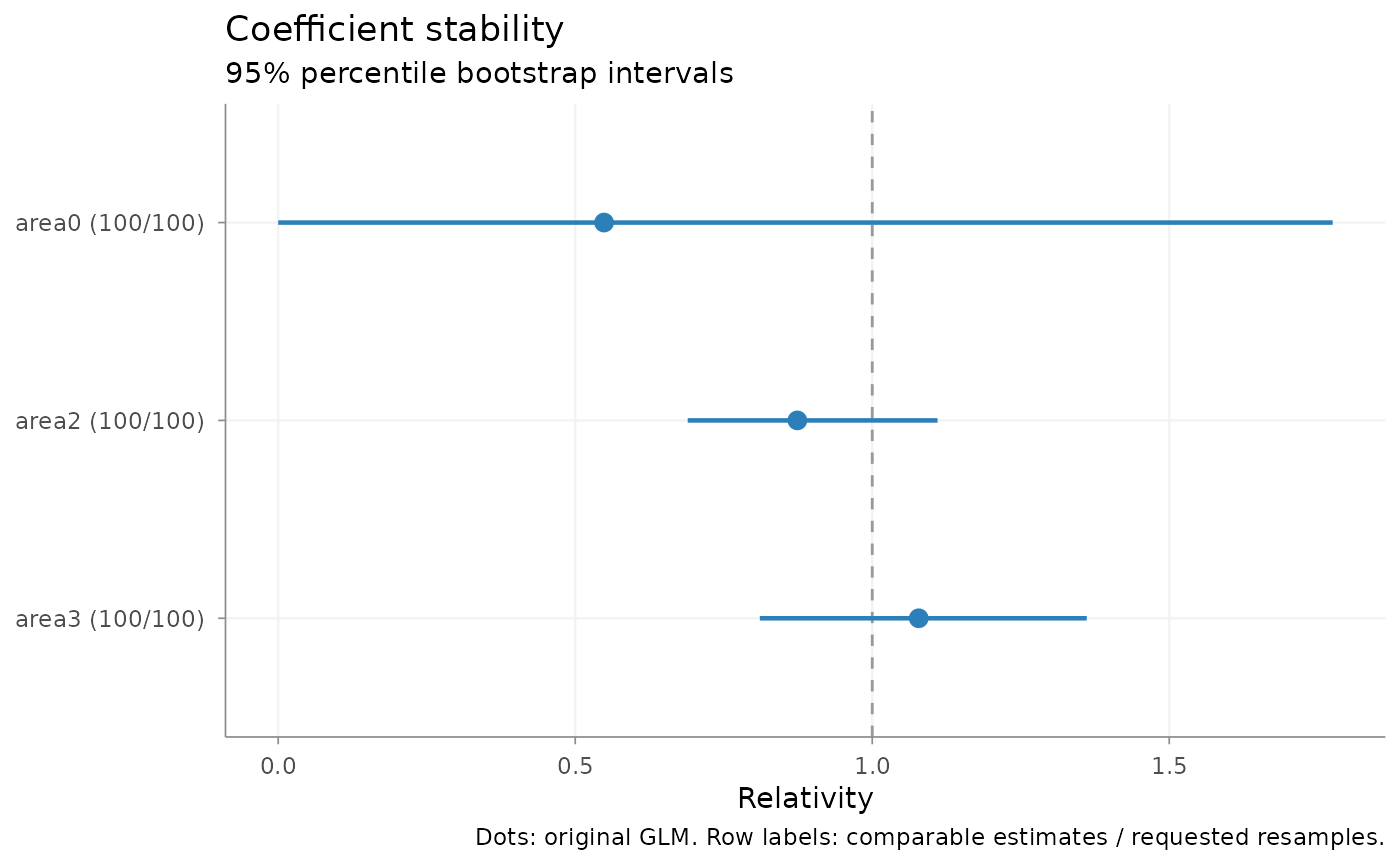 Coefficient stability
95% percentile bootstrap intervals
area0 (100/100)
area2 (100/100)
area3 (100/100)
0.0 0.5 1.0 1.5
Relativity
Dots: original GLM. Row labels: comparable estimates / requested resamples.